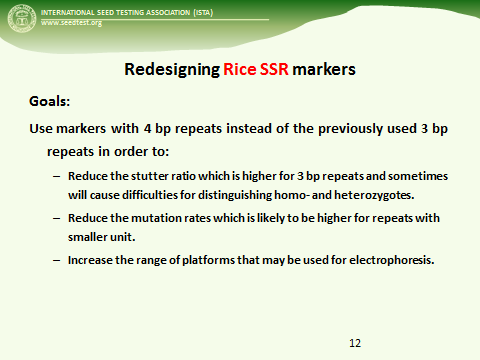 INTERNATIONAL SEED TESTING ASSOCIATION (ISTA)
www.seedtest.org
Redesigning Rice SSR markers
Goals:
Use markers with 4 bp repeats instead of the previously used 3 bp
repeats in order to:
– Reduce the stutter ratio which is higher for 3 bp repeats and sometimes
will cause difficulties for distinguishing homo- and heterozygotes.
– Reduce the mutation rates which is likely to be higher for repeats with
smaller unit.
– Increase the range of platforms that may be used for electrophoresis.
12